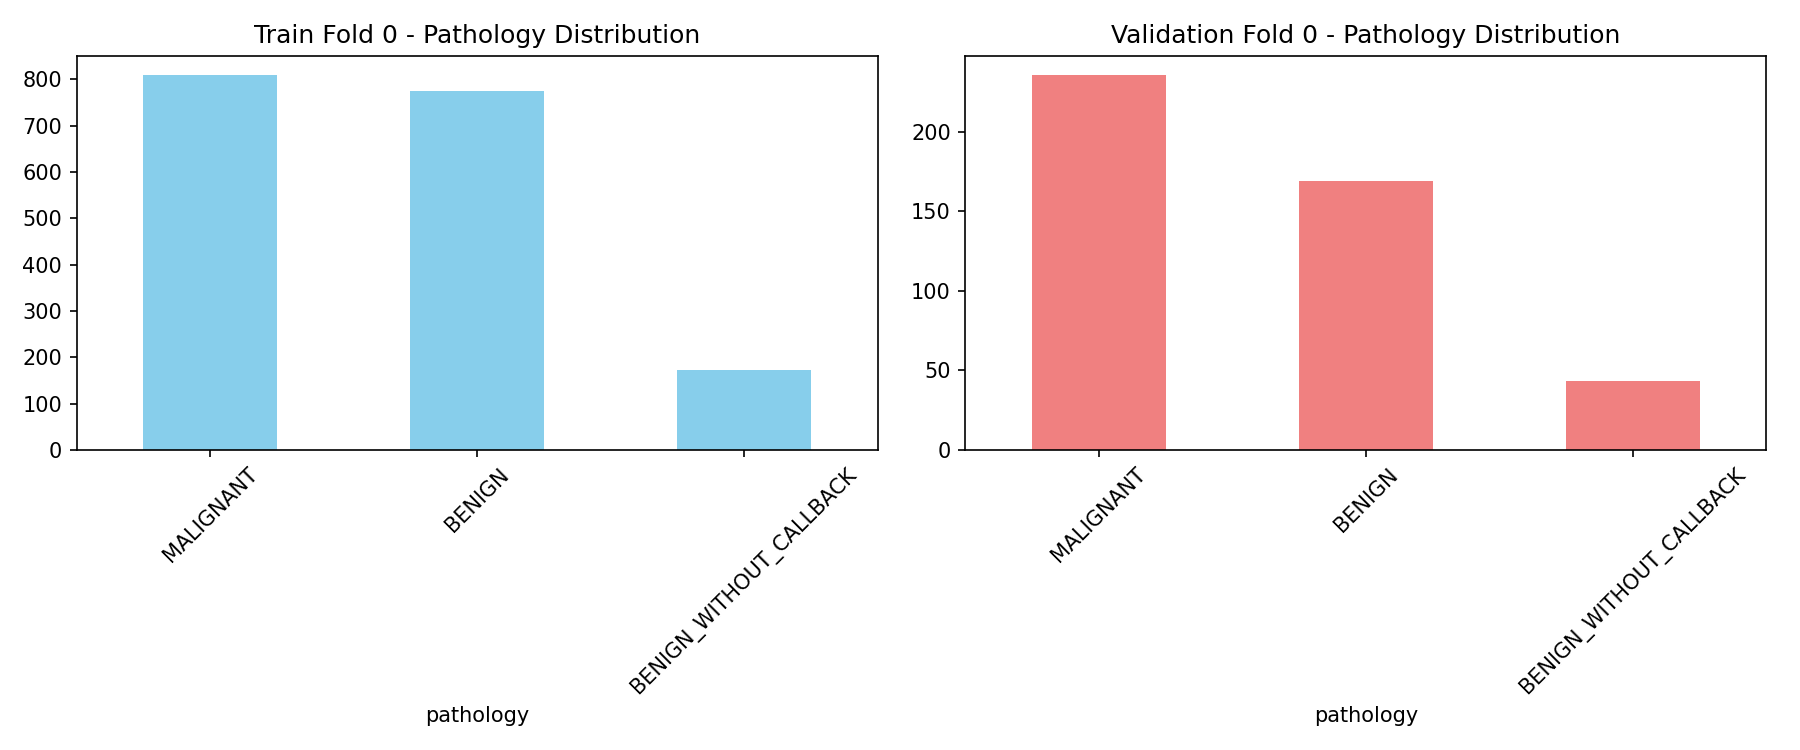 Train Fold 0 - Pathology Distribution
800
700
600
500
400
300
200
100
0
MALIGNANT
BENIGN
BENIGN_WITHOUT_CALLBACK
pathology
Validation Fold 0 - Pathology Distribution
200
150
100
50
0
MALIGNANT
BENIGN
BENIGN_WITHOUT_CALLBACK
pathology